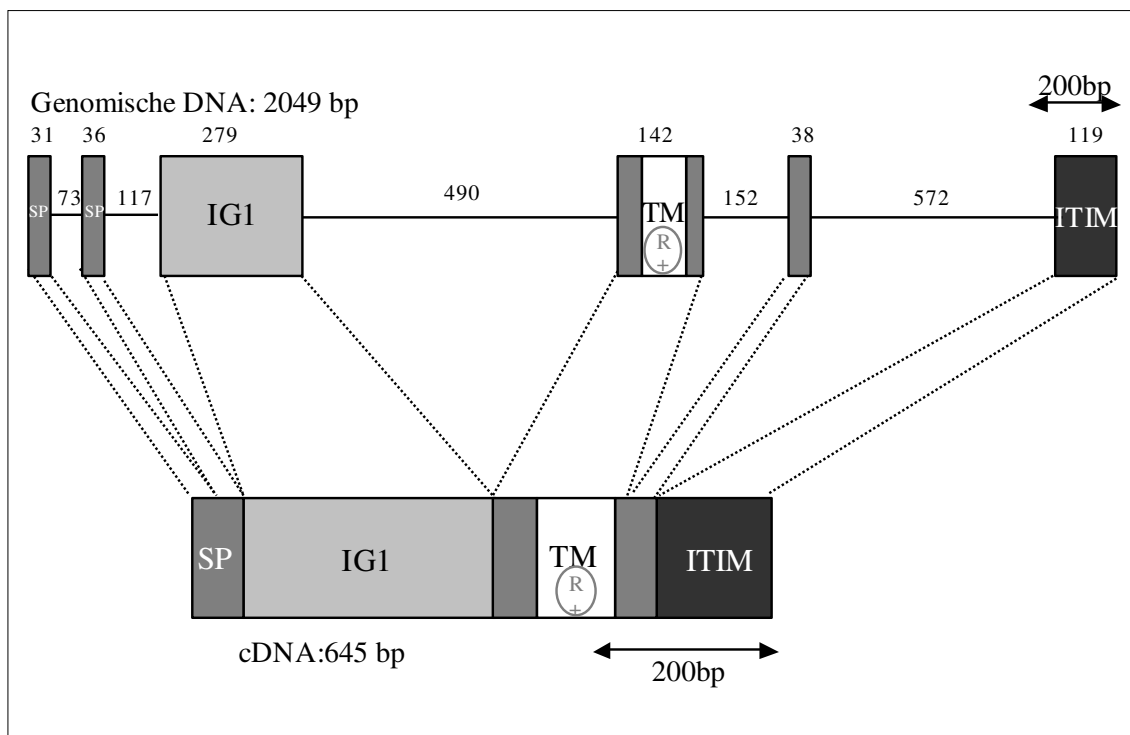 200bp
Genomische DNA: 2049 bp
31 36 279 142 38 119
73 117 490 152 572
SP SP IG1 TM ITIM
R
+
SP IG1 TM ITIM
R
+
cDNA:645 bp
200bp